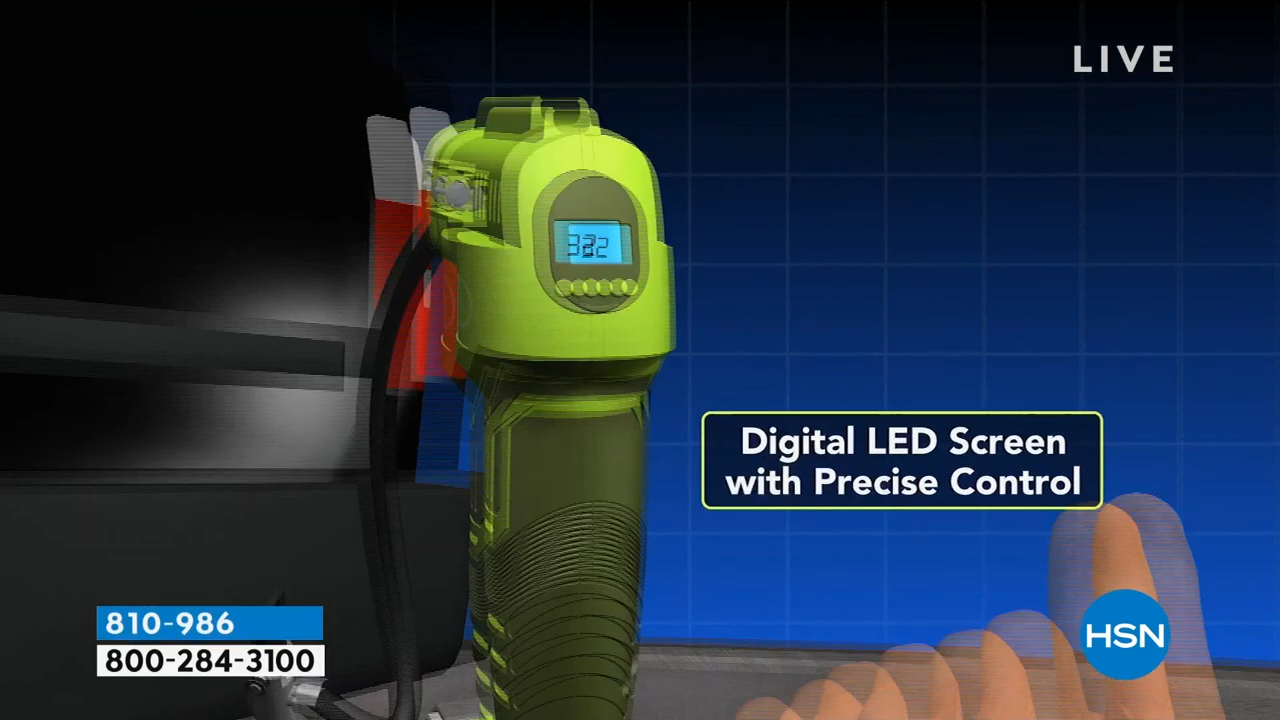 LIVE
Digital LED Screen
with Precise Control
810-986
800-284-3100
HSN